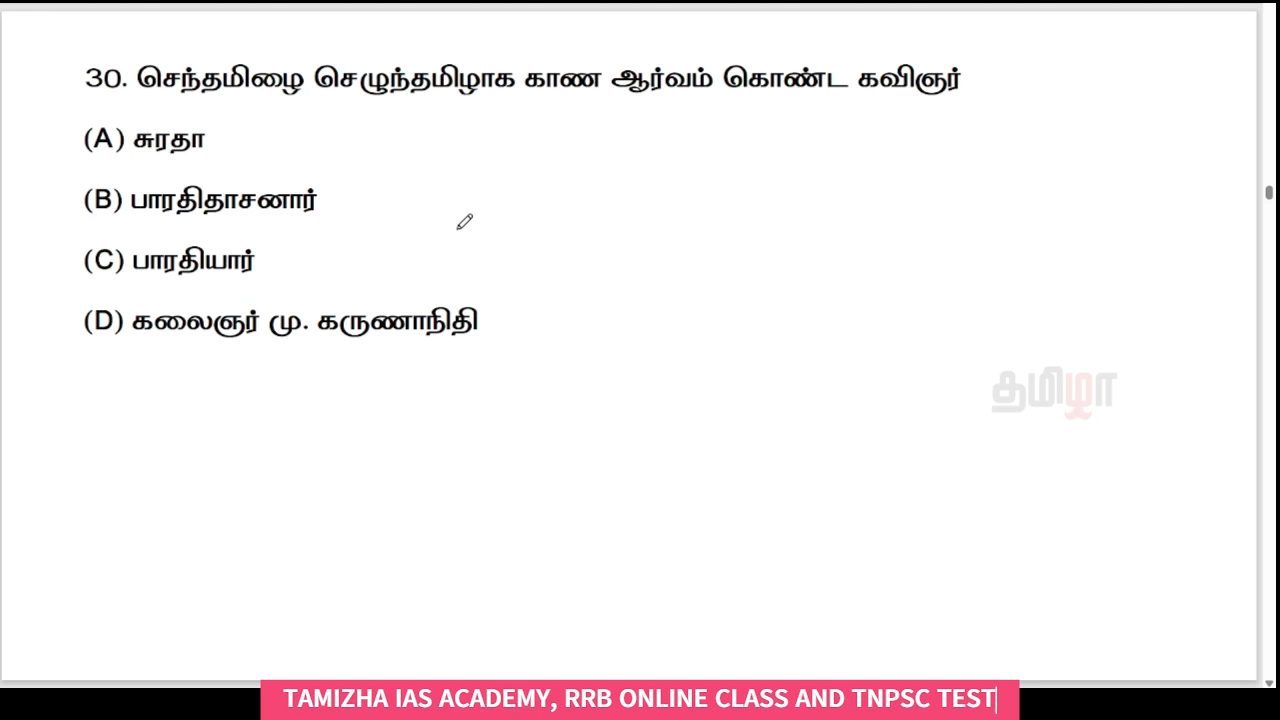 30. செந்தமிழை செழுந்தமிழாக காண ஆர்வம் கொண்ட கவிஞர்
(A) சுரதா
(B) பாரதிதாசனார்
(C) பாரதியார்
(D) கலைஞர் மு. கருணாநிதி
தமிழா
TAMIZHA IAS ACADEMY, RRB ONLINE CLASS AND TNPSC TEST